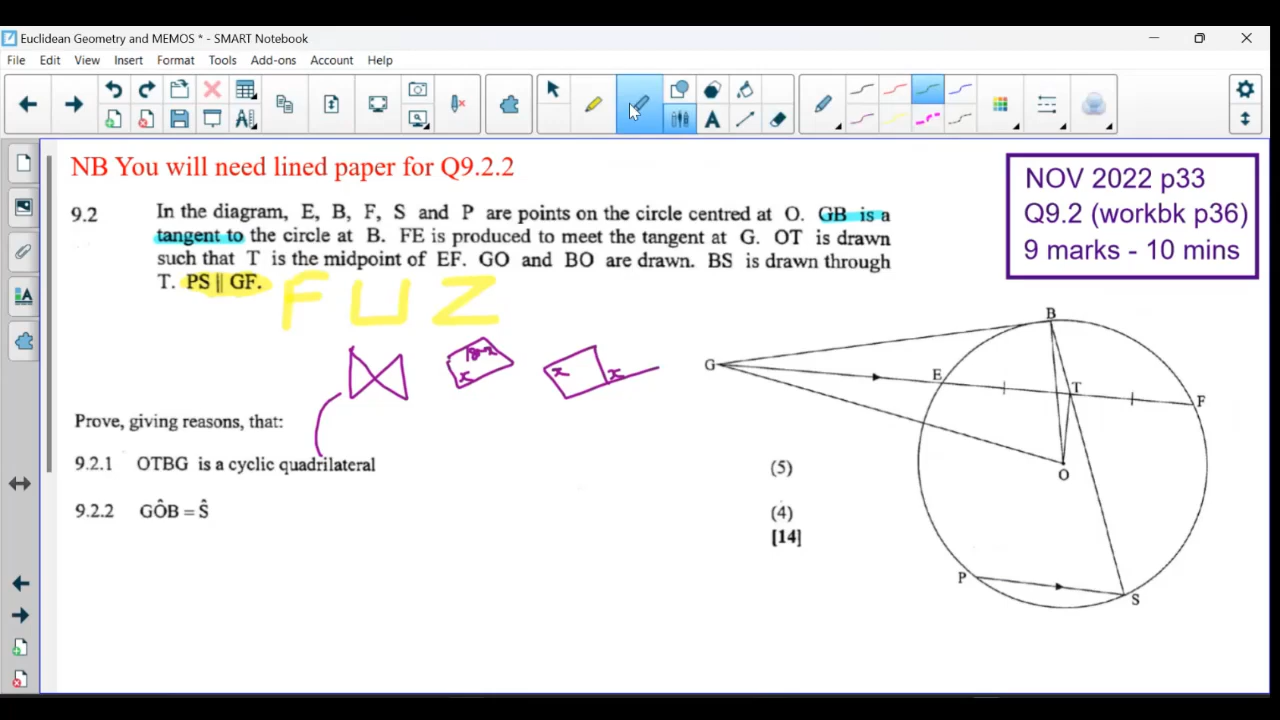 Euclidean Geometry and MEMOS * - SMART Notebook
File Edit View Insert Format Tools Add-ons Account Help
NB You will need lined paper for Q9.2.2
NOV 2022 p33
Q9.2 (workbk p36)
9 marks - 10 mins
9.2 In the diagram, E, B, F, S and P are points on the circle centred at O. GB is a
tangent to the circle at B. FE is produced to meet the tangent at G. OT is drawn
such that T is the midpoint of EF. GO and BO are drawn. BS is drawn through
T. PS || GF.
F U Z
x 180-x
x x
B
G
E
T
F
O
P
S
Prove, giving reasons, that:
9.2.1 OTBG is a cyclic quadrilateral (5)
9.2.2 GÔB = Ŝ (4)
[14]